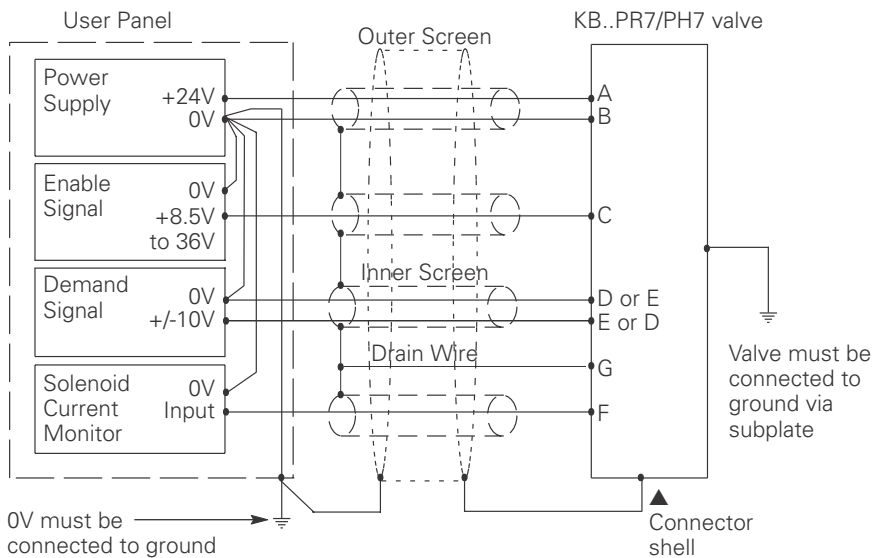 User Panel
KB..PR7/PH7 valve
Outer Screen
Power
Supply
+24V
0V
A
B
Enable
Signal
0V
+8.5V
to 36V
C
Inner Screen
Demand
Signal
0V
+/-10V
D or E
E or D
Drain Wire
G
Solenoid
Current
Monitor
0V
Input
F
Valve must be
connected to
ground via
subplate
0V must be
connected to ground
Connector
shell